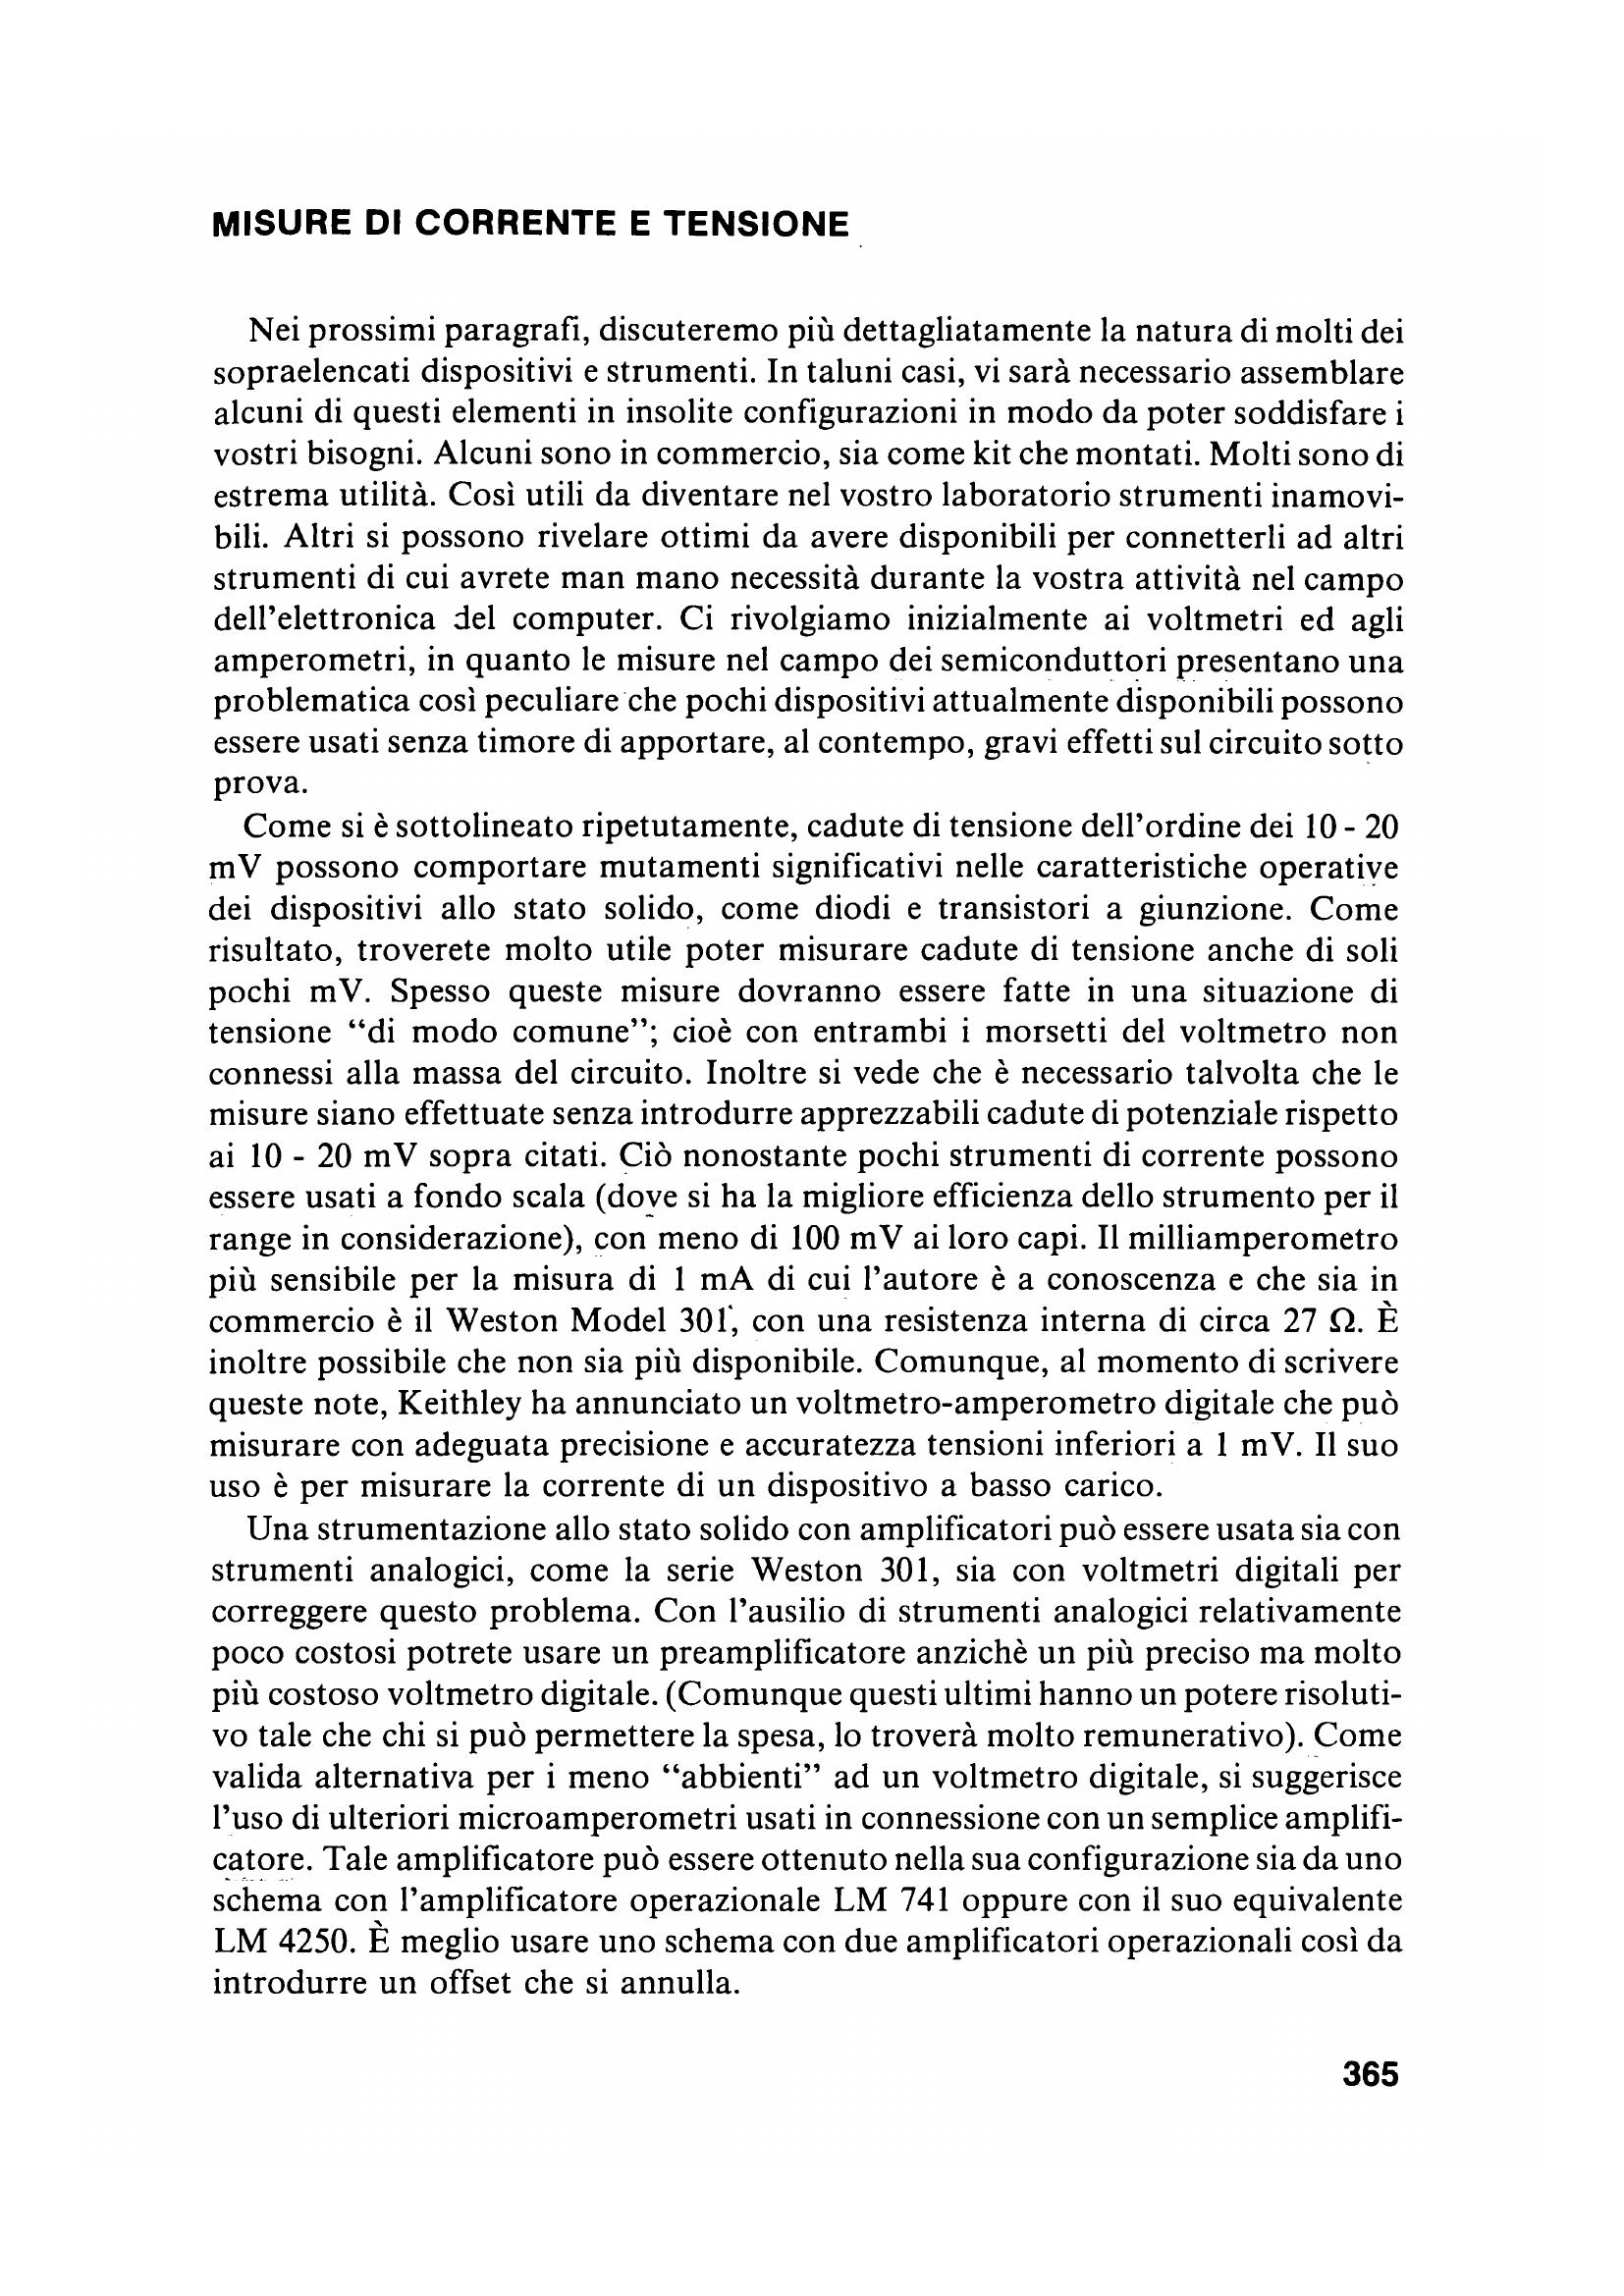 MISURE DI CORRENTE E TENSIONE
Nei prossimi paragrafi, discuteremo più dettagliatamente la natura di molti dei
sopraelencati dispositivi e strumenti. In taluni casi, vi sarà necessario assemblare
alcuni di questi elementi in insolite configurazioni in modo da poter soddisfare i
vostri bisogni. Alcuni sono in commercio, sia come kit che montati. Molti sono di
estrema utilità. Così utili da diventare nel vostro laboratorio strumenti inamovi-
bili. Altri si possono rivelare ottimi da avere disponibili per connetterli ad altri
strumenti di cui avrete man mano necessità durante la vostra attività nel campo
dell'elettronica del computer. Ci rivolgiamo inizialmente ai voltmetri ed agli
amperometri, in quanto le misure nel campo dei semiconduttori presentano una
problematica così peculiare che pochi dispositivi attualmente disponibili possono
essere usati senza timore di apportare, al contempo, gravi effetti sul circuito sotto
prova.
Come si è sottolineato ripetutamente, cadute di tensione dell'ordine dei 10 - 20
mV possono comportare mutamenti significativi nelle caratteristiche operative
dei dispositivi allo stato solido, come diodi e transistori a giunzione. Come
risultato, troverete molto utile poter misurare cadute di tensione anche di soli
pochi mV. Spesso queste misure dovranno essere fatte in una situazione di
tensione “di modo comune”; cioè con entrambi i morsetti del voltmetro non
connessi alla massa del circuito. Inoltre si vede che è necessario talvolta che le
misure siano effettuate senza introdurre apprezzabili cadute di potenziale rispetto
ai 10 - 20 mV sopra citati. Ciò nonostante pochi strumenti di corrente possono
essere usati a fondo scala (dove si ha la migliore efficienza dello strumento per il
range in considerazione), con meno di 100 mV ai loro capi. Il milliamperometro
più sensibile per la misura di 1 mA di cui l'autore è a conoscenza e che sia in
commercio è il Weston Model 301, con una resistenza interna di circa 27 Ω. È
inoltre possibile che non sia più disponibile. Comunque, al momento di scrivere
queste note, Keithley ha annunciato un voltmetro-amperometro digitale che può
misurare con adeguata precisione e accuratezza tensioni inferiori a 1 mV. Il suo
uso è per misurare la corrente di un dispositivo a basso carico.
Una strumentazione allo stato solido con amplificatori può essere usata sia con
strumenti analogici, come la serie Weston 301, sia con voltmetri digitali per
correggere questo problema. Con l'ausilio di strumenti analogici relativamente
poco costosi potrete usare un preamplificatore anzichè un più preciso ma molto
più costoso voltmetro digitale. (Comunque questi ultimi hanno un potere risoluti-
vo tale che chi si può permettere la spesa, lo troverà molto remunerativo). Come
valida alternativa per i meno “abbienti” ad un voltmetro digitale, si suggerisce
l'uso di ulteriori microamperometri usati in connessione con un semplice amplifi-
catore. Tale amplificatore può essere ottenuto nella sua configurazione sia da uno
schema con l'amplificatore operazionale LM 741 oppure con il suo equivalente
LM 4250. È meglio usare uno schema con due amplificatori operazionali così da
introdurre un offset che si annulla.
365